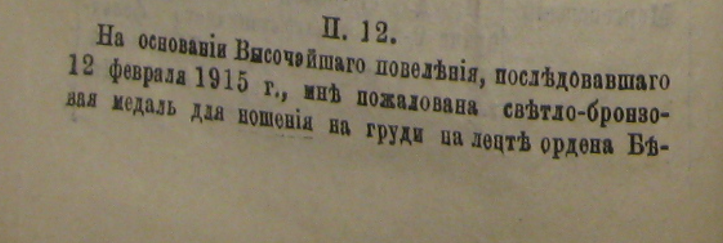 П. 12.
На основаніи Высочайшаго повелѣнія, послѣдовавшаго
12 февраля 1915 г., мнѣ пожалована свѣтло-бронзо-
вая медаль для ношенія на груди на лентѣ ордена Бѣ-